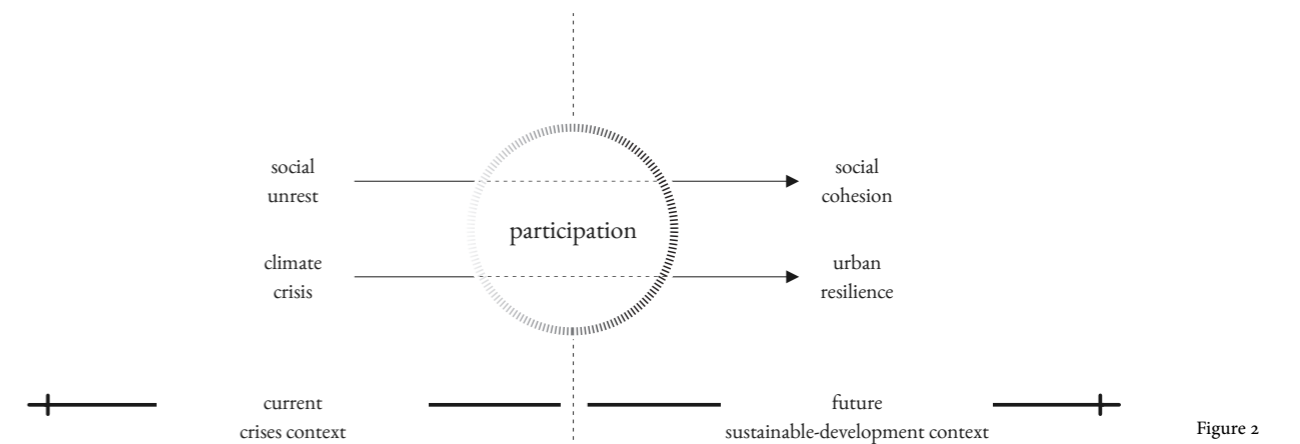 social
unrest
social
cohesion
participation
climate
crisis
urban
resilience
current
crises context
future
sustainable-development context
Figure 2